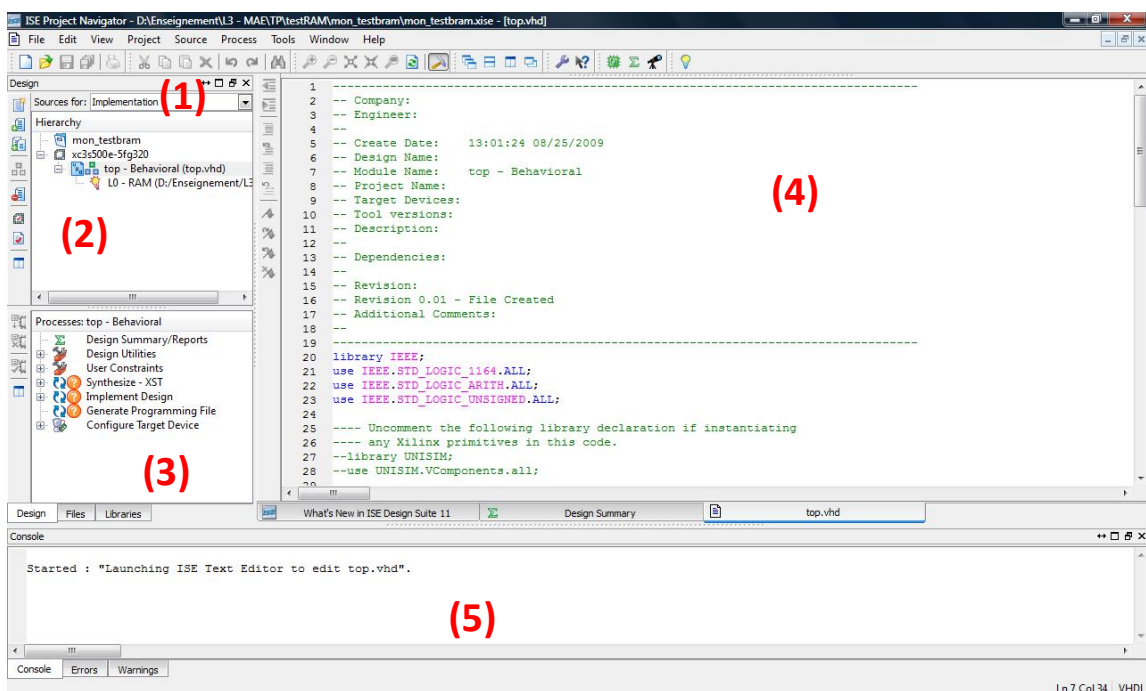 ISE Project Navigator - D:\Enseignement\L3 - MAE\TP\testRAM\mon_testbram\mon_testbram.xise - [top.vhd]
File Edit View Project Source Process Tools Window Help
Design
(1)
Sources for: Implementation
Hierarchy
mon_testbram
xc3s500e-5fg320
top - Behavioral (top.vhd)
L0 - RAM (D:/Enseignement/L3
(2)
Processes: top - Behavioral
Design Summary/Reports
Design Utilities
User Constraints
Synthesize - XST
Implement Design
Generate Programming File
Configure Target Device
(3)
Design Files Libraries
1 --------------------------------------------------------------------------------
2 -- Company:
3 -- Engineer:
4 --
5 -- Create Date: 13:01:24 08/25/2009
6 -- Design Name:
7 -- Module Name: top - Behavioral
8 -- Project Name:
9 -- Target Devices:
10 -- Tool versions:
11 -- Description:
12 --
13 -- Dependencies:
14 --
15 -- Revision:
16 -- Revision 0.01 - File Created
17 -- Additional Comments:
18 --
19 --------------------------------------------------------------------------------
20 library IEEE;
21 use IEEE.STD_LOGIC_1164.ALL;
22 use IEEE.STD_LOGIC_ARITH.ALL;
23 use IEEE.STD_LOGIC_UNSIGNED.ALL;
24
25 ---- Uncomment the following library declaration if instantiating
26 ---- any Xilinx primitives in this code.
27 --library UNISIM;
28 --use UNISIM.VComponents.all;
29
(4)
What's New in ISE Design Suite 11 Design Summary top.vhd
Console
Started : "Launching ISE Text Editor to edit top.vhd".
(5)
Console Errors Warnings
Ln 7 Col 34 VHDL